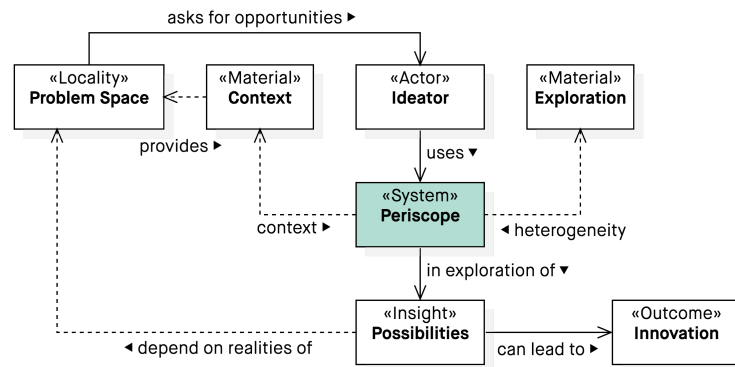 asks for opportunities ▶
«Locality»
Problem Space
«Material»
Context
«Actor»
Ideator
«Material»
Exploration
provides ▶
uses ▼
«System»
Periscope
context ▶
◀ heterogeneity
in exploration of ▼
«Insight»
Possibilities
«Outcome»
Innovation
◀ depend on realities of
can lead to ▶